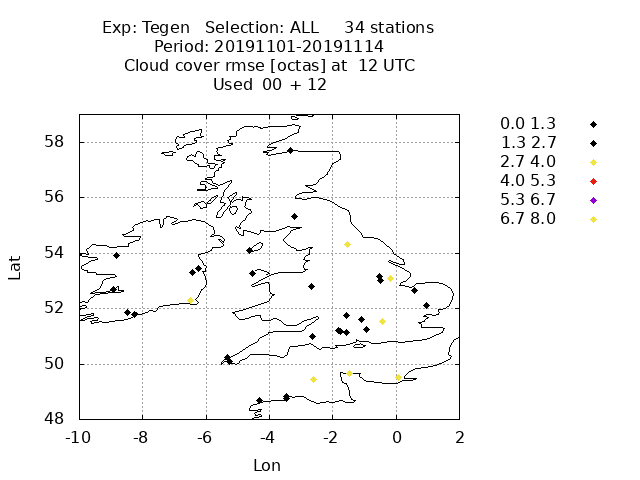 Exp: Tegen   Selection: ALL     34 stations
Period: 20191101-20191114
Cloud cover rmse [octas] at  12 UTC
Used  00 + 12
0.0 1.3
1.3 2.7
2.7 4.0
4.0 5.3
5.3 6.7
6.7 8.0
58
56
54
52
50
48
Lat
-10 -8 -6 -4 -2 0 2
Lon